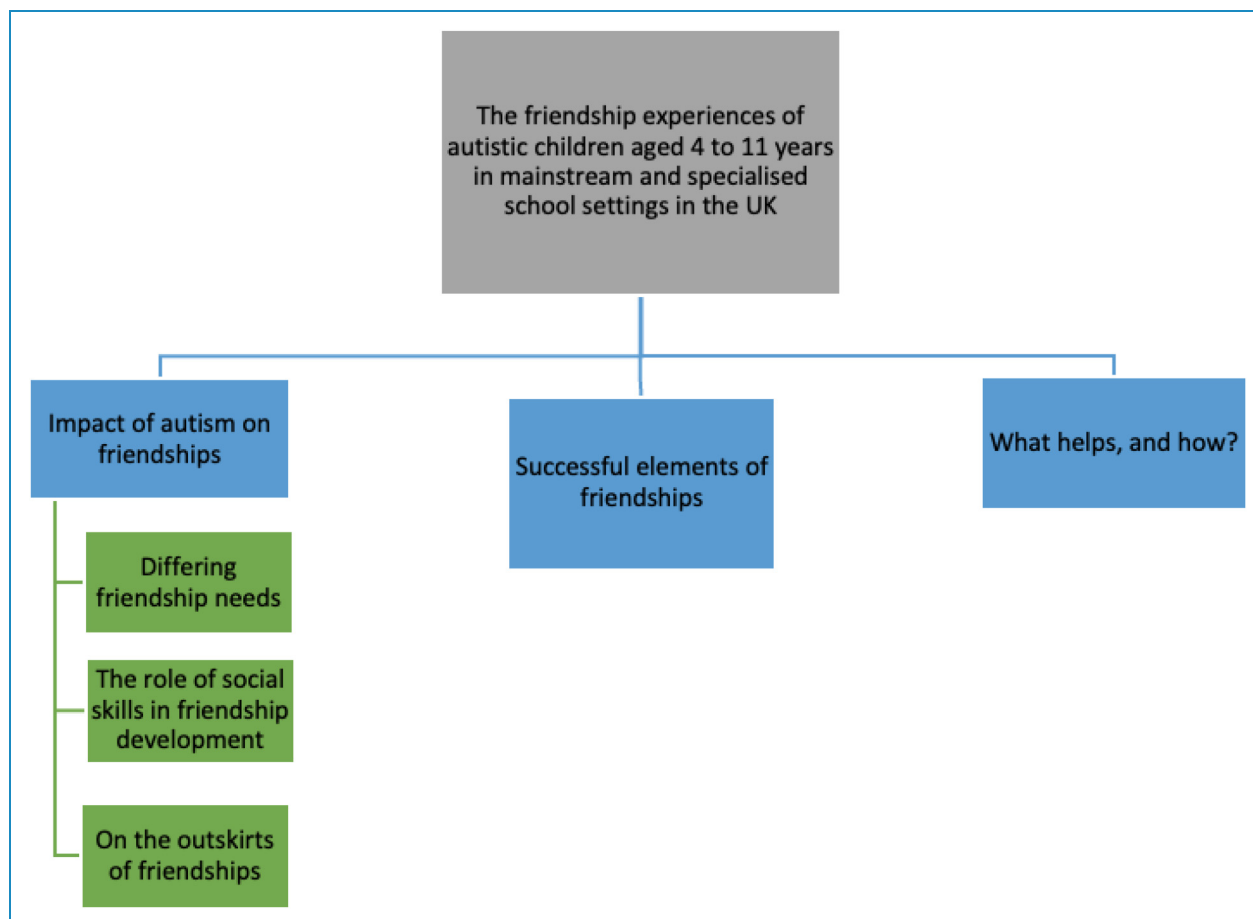 The friendship experiences of
autistic children aged 4 to 11 years
in mainstream and specialised
school settings in the UK
Impact of autism on
friendships
Successful elements of
friendships
What helps, and how?
Differing
friendship needs
The role of social
skills in friendship
development
On the outskirts
of friendships